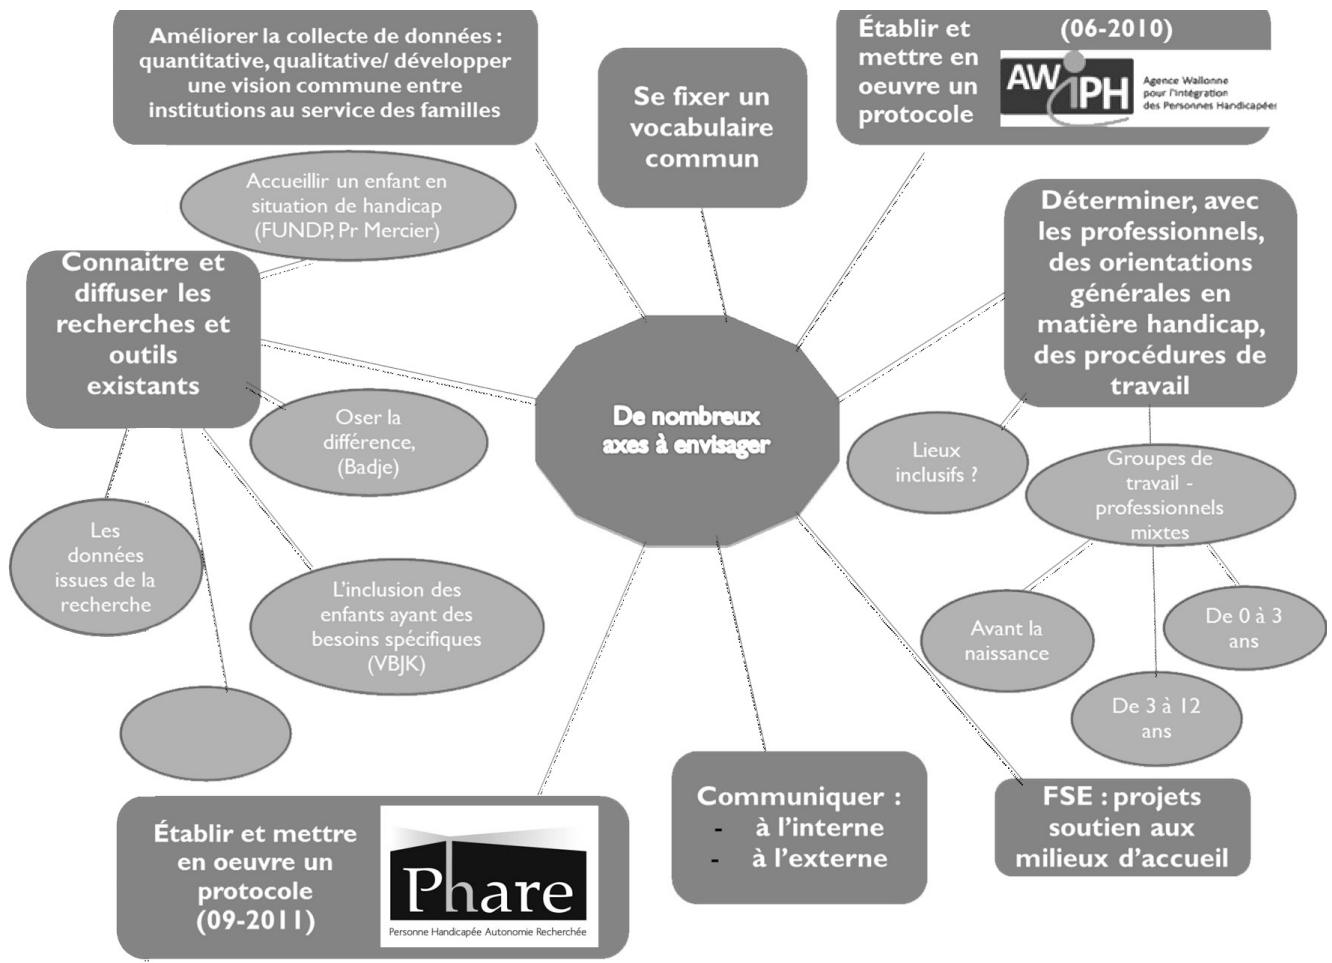 Améliorer la collecte de données :
quantitative, qualitative/ développer
une vision commune entre
institutions au service des familles
Se fixer un
vocabulaire
commun
Établir et
mettre en
oeuvre un
protocole
(06-2010)
AWIPH
Agence Wallonne
pour l'Intégration
des Personnes Handicapées
Accueillir un enfant en
situation de handicap
(FUNDP, Pr Mercier)
Connaitre et
diffuser les
recherches et
outils
existants
Déterminer, avec
les professionnels,
des orientations
générales en
matière handicap,
des procédures de
travail
De nombreux
axes à envisager
Oser la
différence,
(Badje)
Lieux
inclusifs ?
Groupes de
travail -
professionnels
mixtes
Les
données
issues de la
recherche
L'inclusion des
enfants ayant des
besoins spécifiques
(VBJK)
Avant la
naissance
De 0 à 3
ans
De 3 à 12
ans
Établir et mettre
en oeuvre un
protocole
(09-2011)
Phare
Personne Handicapée Autonomie Recherchée
Communiquer :
- à l'interne
- à l'externe
FSE : projets
soutien aux
milieux d'accueil